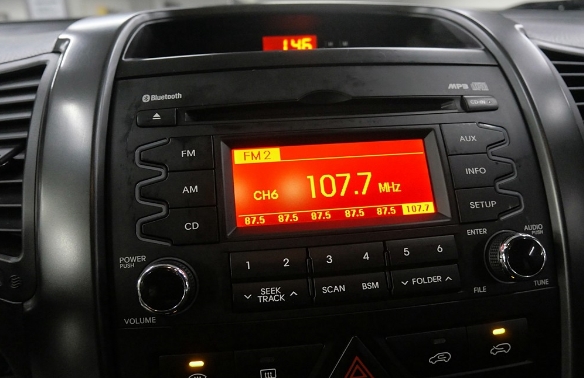 1:46
Bluetooth
MP3
CD-IN
FM
AM
CD
FM 2
CH6 107.7 MHz
87.5 87.5 87.5 87.5 87.5 107.7
AUX
INFO
SETUP
POWER
PUSH
VOLUME
1 2 3 4 5 6
SEEK
TRACK
SCAN BSM
FOLDER
ENTER
AUDIO
PUSH
FILE
TUNE